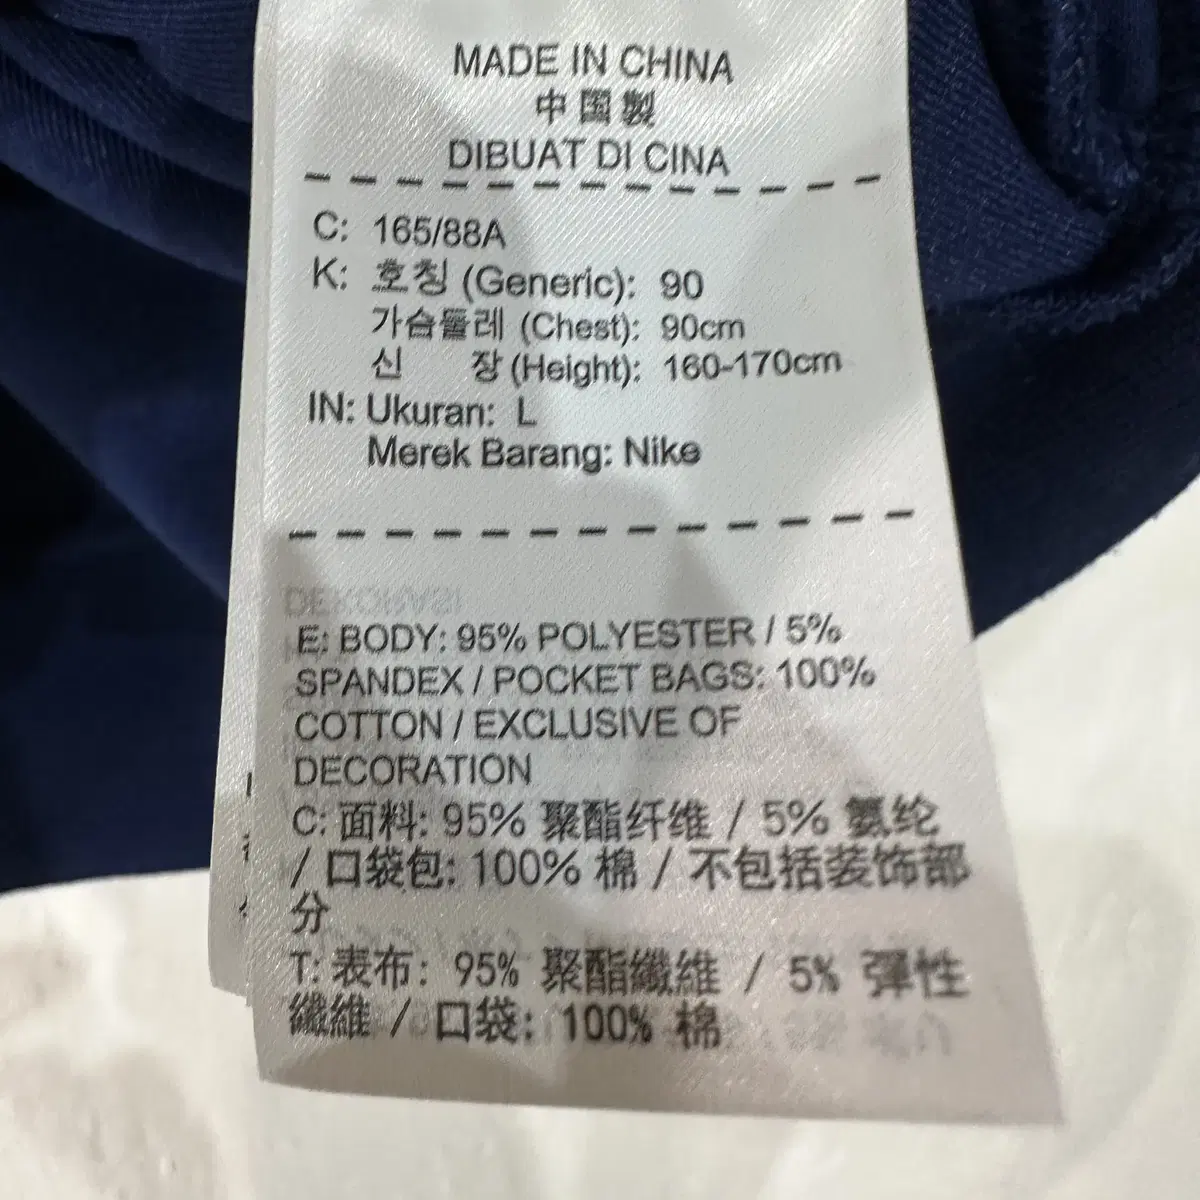 MADE IN CHINA
中国製
DIBUAT DI CINA
C: 165/88A
K: 호칭 (Generic): 90
가슴둘레 (Chest): 90cm
신 장 (Height): 160-170cm
IN: Ukuran: L
Merek Barang: Nike
E: BODY: 95% POLYESTER / 5%
SPANDEX / POCKET BAGS: 100%
COTTON / EXCLUSIVE OF
DECORATION
C: 面料: 95% 聚酯纤维 / 5% 氨纶
/ 口袋包: 100% 棉 / 不包括装饰部
分
T: 表布: 95% 聚酯纖維 / 5% 彈性
纖維 / 口袋: 100% 棉